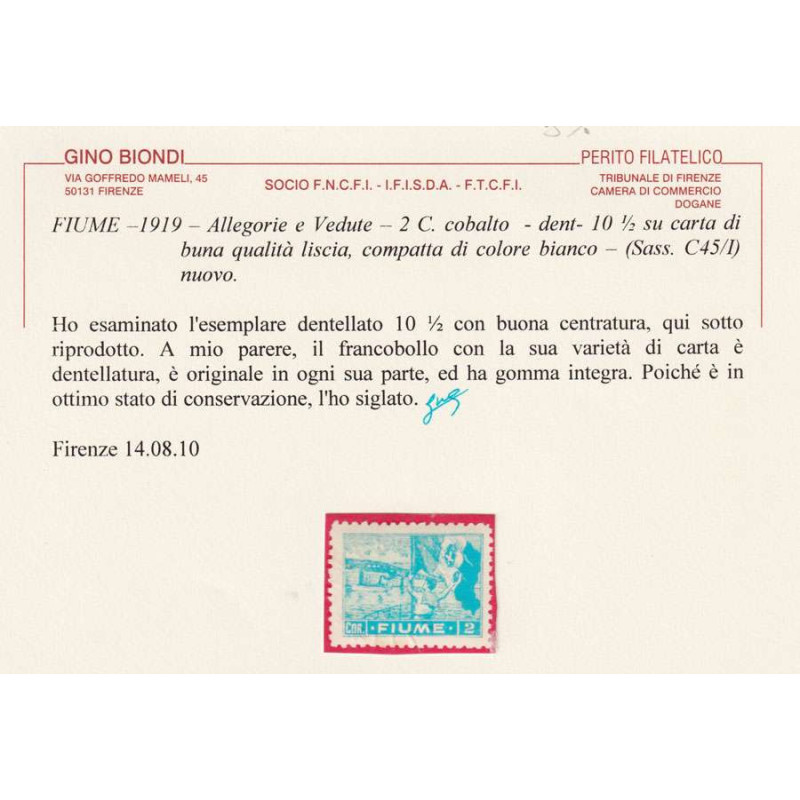 GINO BIONDI
PERITO FILATELICO
VIA GOFFREDO MAMELI, 45
50131 FIRENZE
SOCIO F.N.C.F.I. - I.F.I.S.D.A. - F.T.C.F.I.
TRIBUNALE DI FIRENZE
CAMERA DI COMMERCIO
DOGANE
FIUME –1919 – Allegorie e Vedute – 2 C. cobalto - dent- 10 ½ su carta di
buna qualità liscia, compatta di colore bianco – (Sass. C45/I)
nuovo.
Ho esaminato l'esemplare dentellato 10 ½ con buona centratura, qui sotto
riprodotto. A mio parere, il francobollo con la sua varietà di carta è
dentellatura, è originale in ogni sua parte, ed ha gomma integra. Poiché è in
ottimo stato di conservazione, l'ho siglato.
Firenze 14.08.10
COR. · FIUME · 2